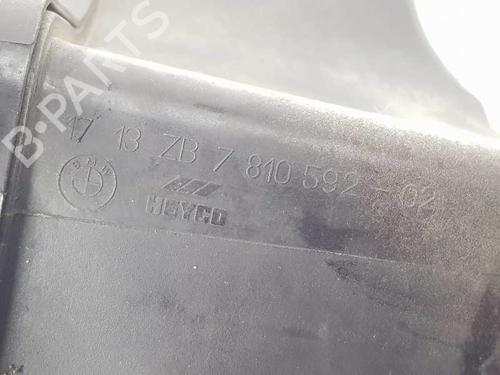 B-PARTS
17 13 ZB 7 810 592 - 02
BMW
HEYCO